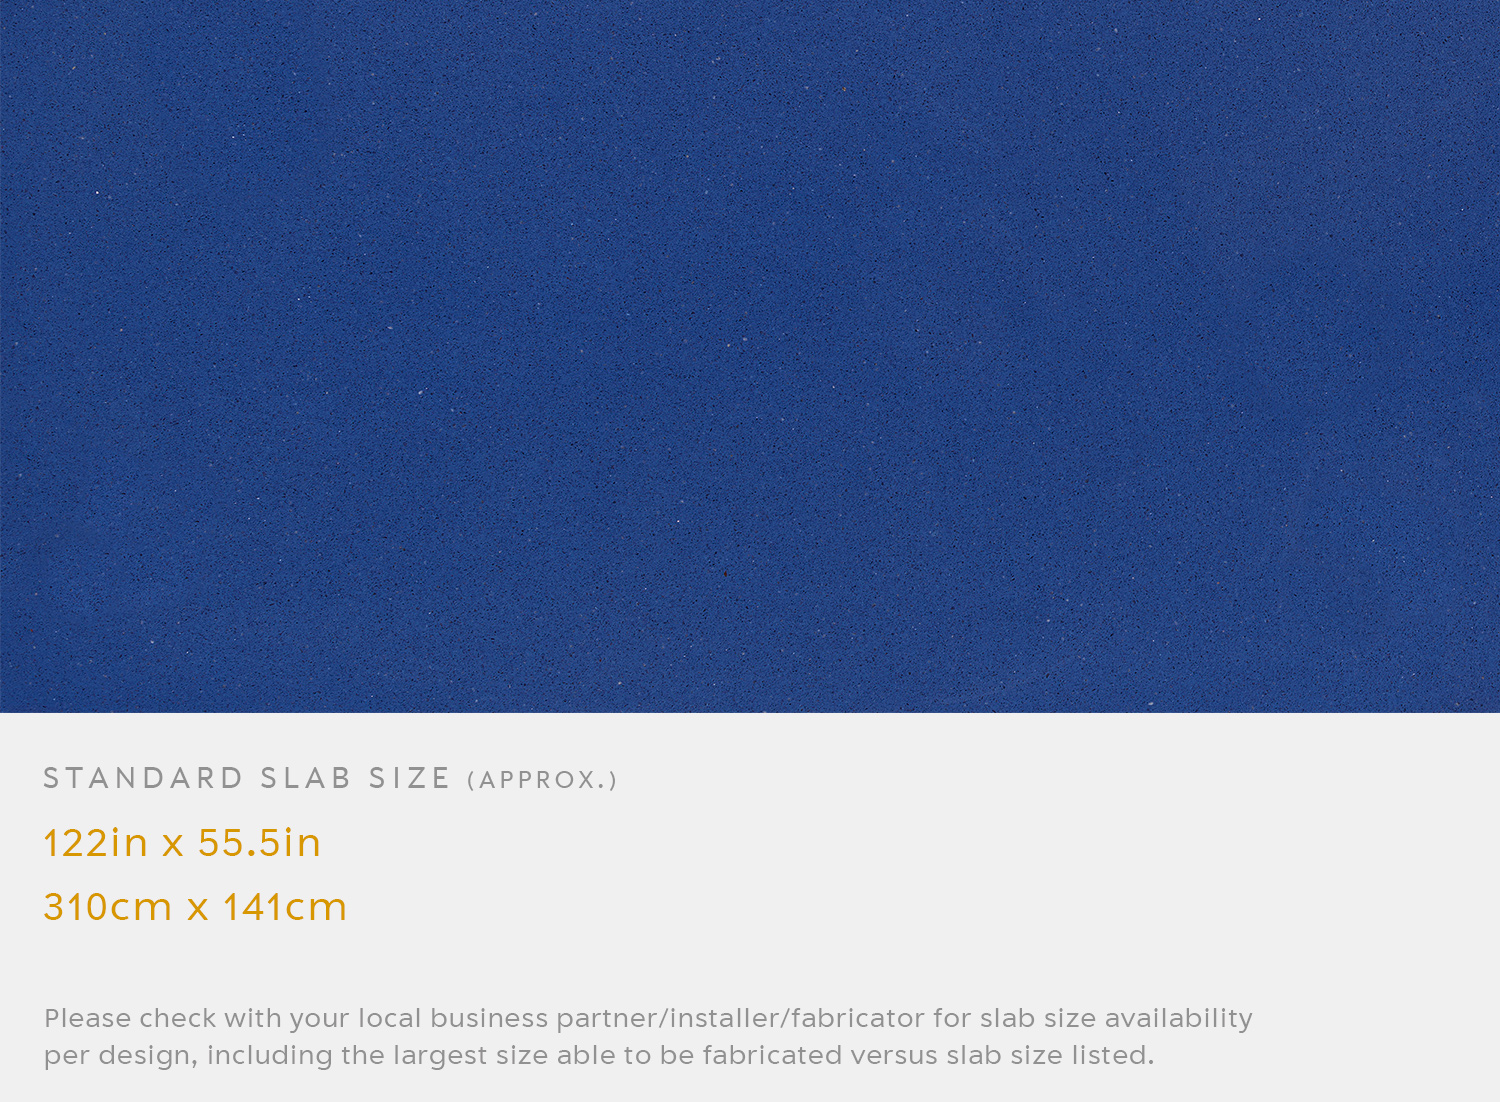 STANDARD SLAB SIZE (APPROX.)
122in x 55.5in
310cm x 141cm
Please check with your local business partner/installer/fabricator for slab size availability
per design, including the largest size able to be fabricated versus slab size listed.